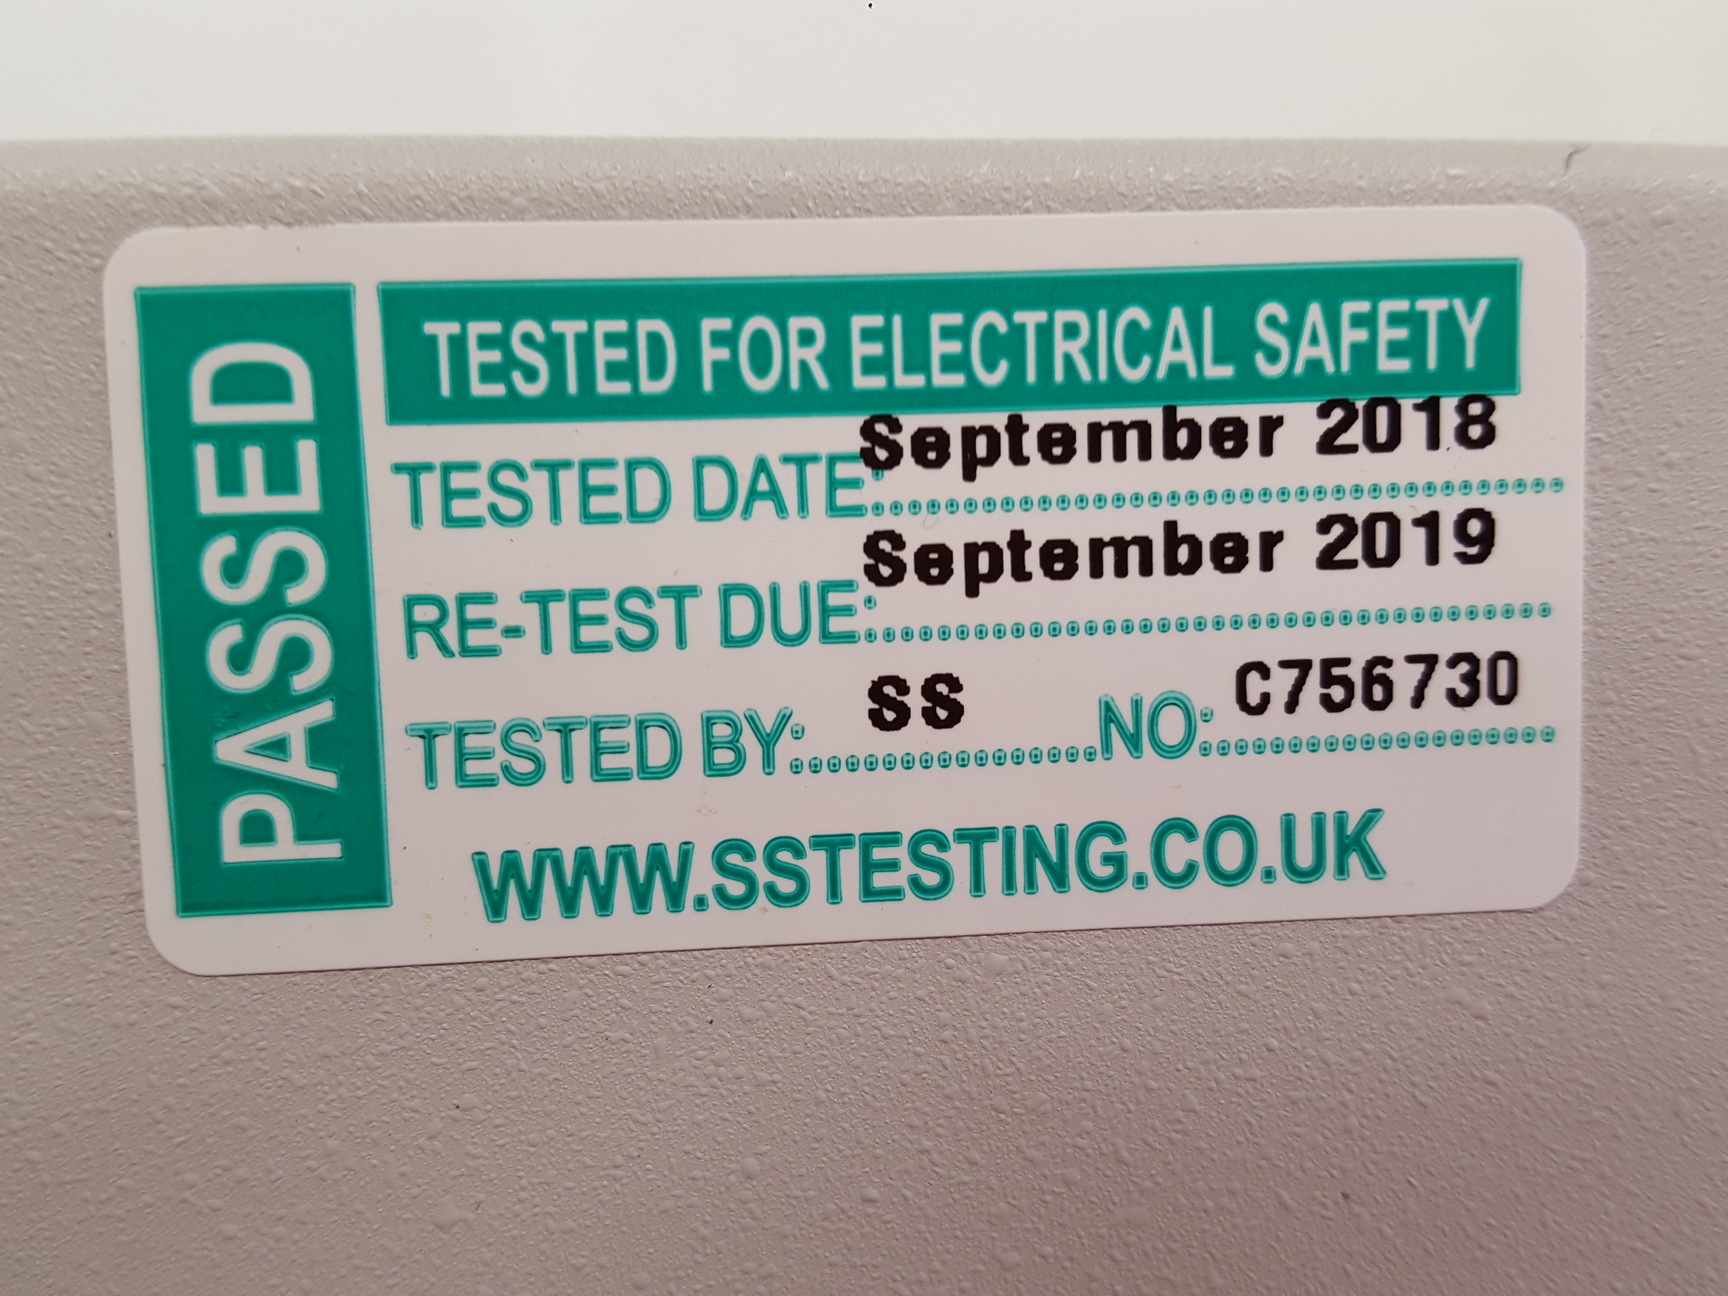 PASSED
TESTED FOR ELECTRICAL SAFETY
TESTED DATE: September 2018
RE-TEST DUE: September 2019
TESTED BY: SS NO: C756730
WWW.SSTESTING.CO.UK